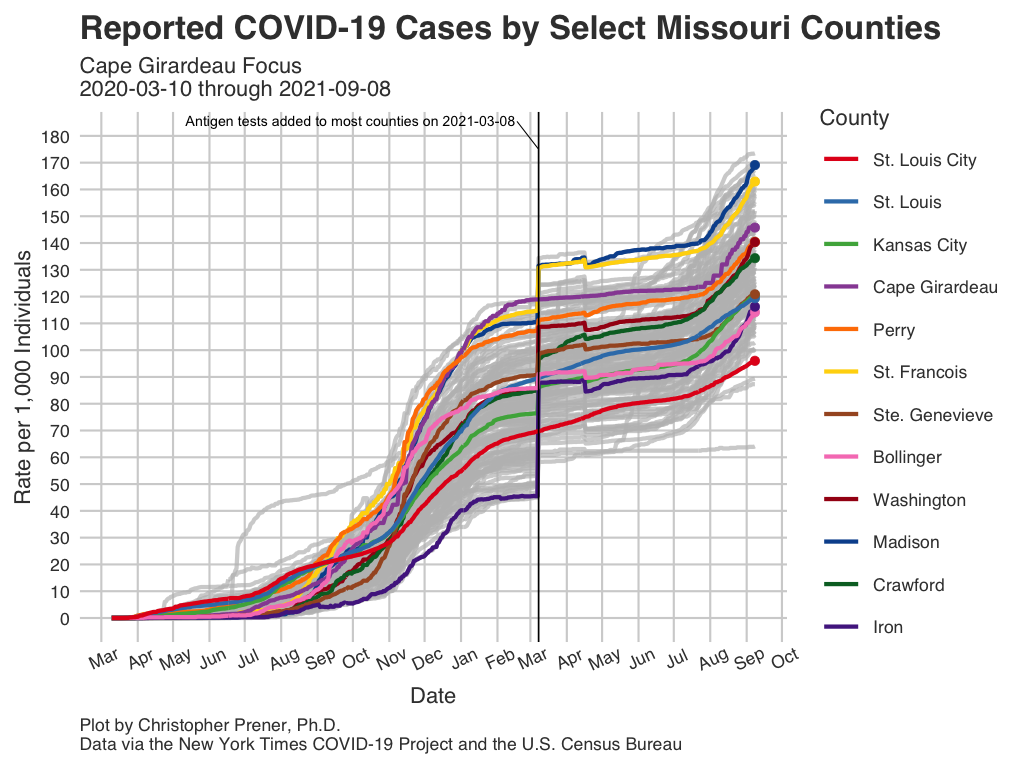 Reported COVID-19 Cases by Select Missouri Counties
Cape Girardeau Focus
2020-03-10 through 2021-09-08
Antigen tests added to most counties on 2021-03-08
Rate per 1,000 Individuals
180
170
160
150
140
130
120
110
100
90
80
70
60
50
40
30
20
10
0
Mar Apr May Jun Jul Aug Sep Oct Nov Dec Jan Feb Mar Apr May Jun Jul Aug Sep Oct
Date
County
St. Louis City
St. Louis
Kansas City
Cape Girardeau
Perry
St. Francois
Ste. Genevieve
Bollinger
Washington
Madison
Crawford
Iron
Plot by Christopher Prener, Ph.D.
Data via the New York Times COVID-19 Project and the U.S. Census Bureau